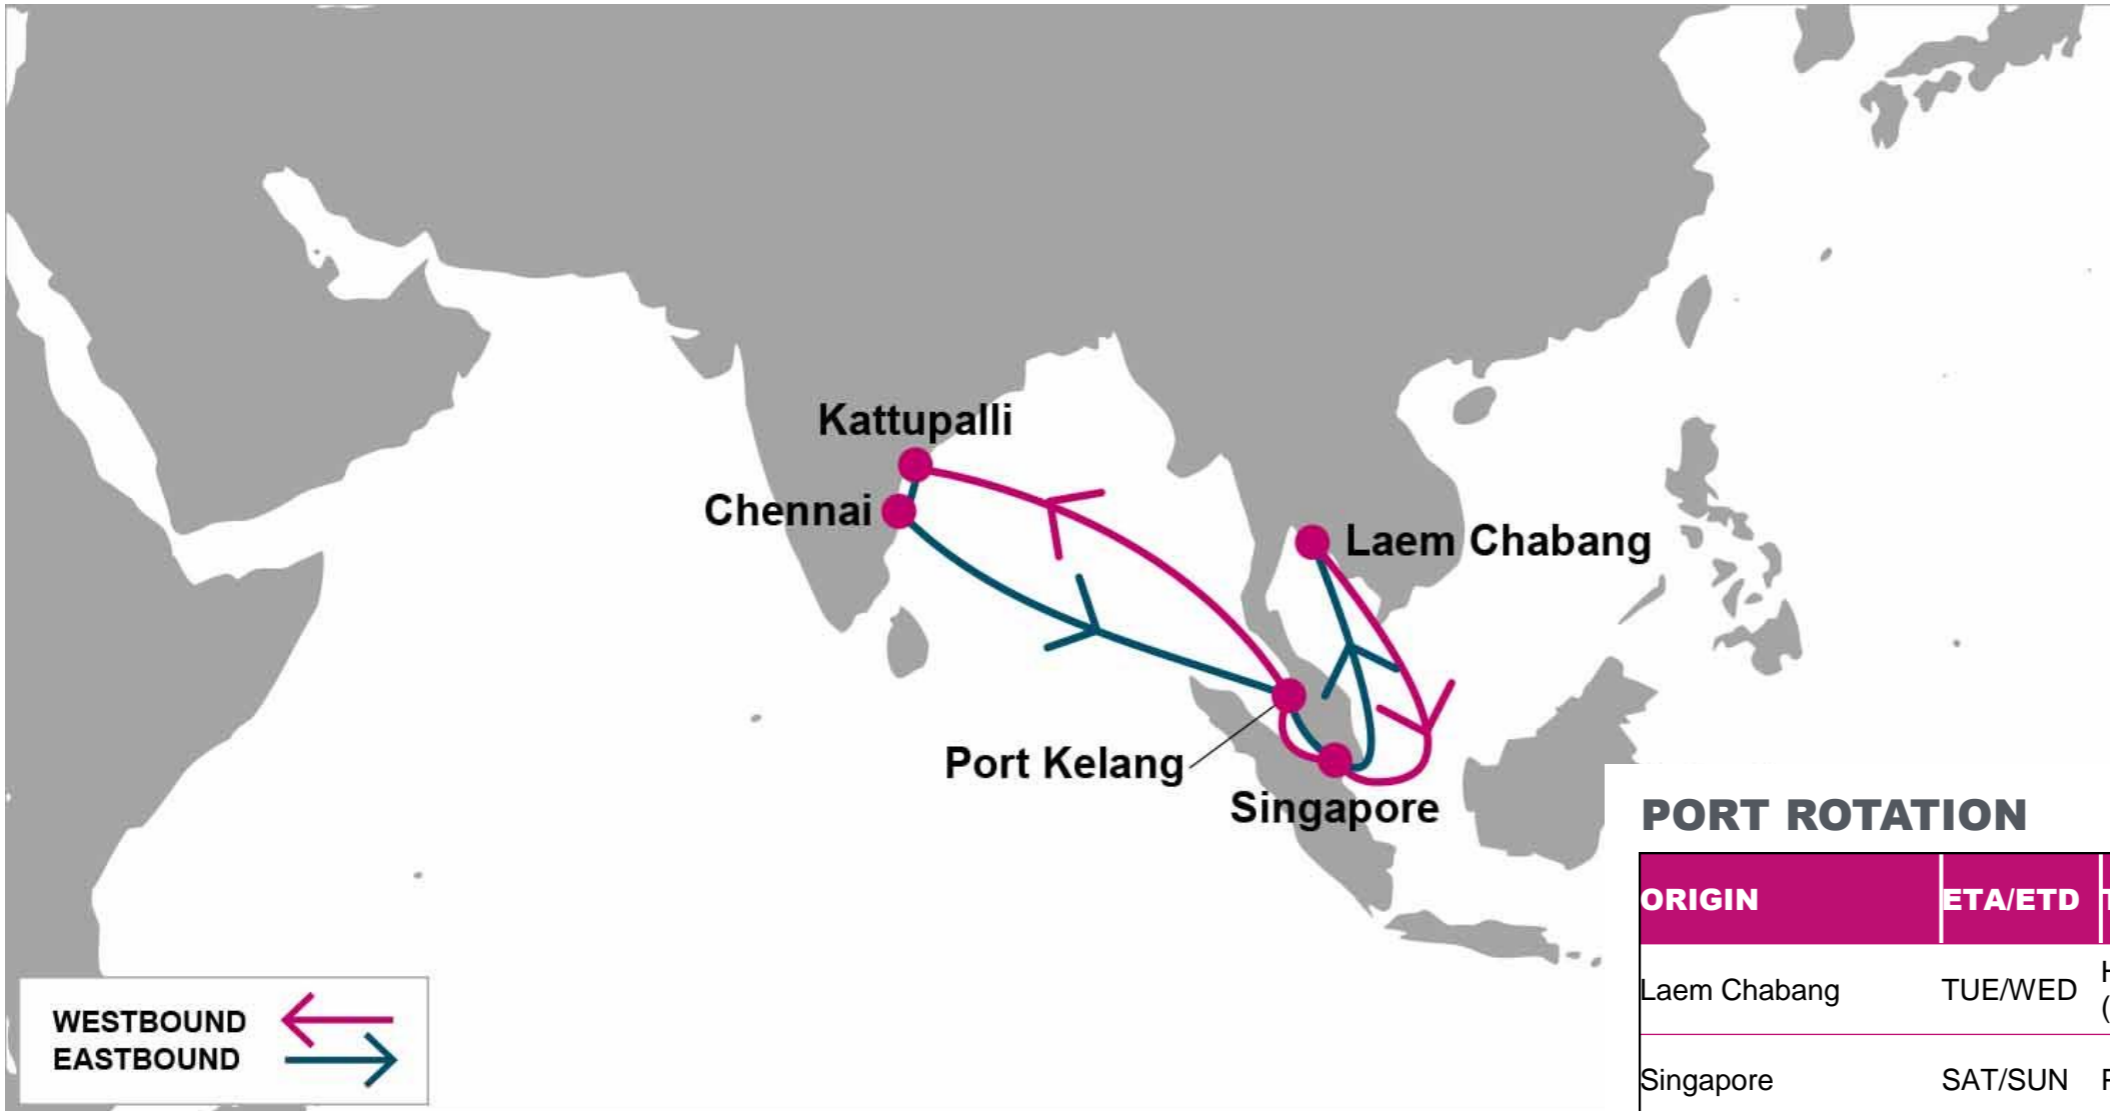 Kattupalli
Chennai
Laem Chabang
Port Kelang
Singapore
WESTBOUND
EASTBOUND
PORT ROTATION
ORIGIN ETA/ETD
Laem Chabang TUE/WED
Singapore SAT/SUN